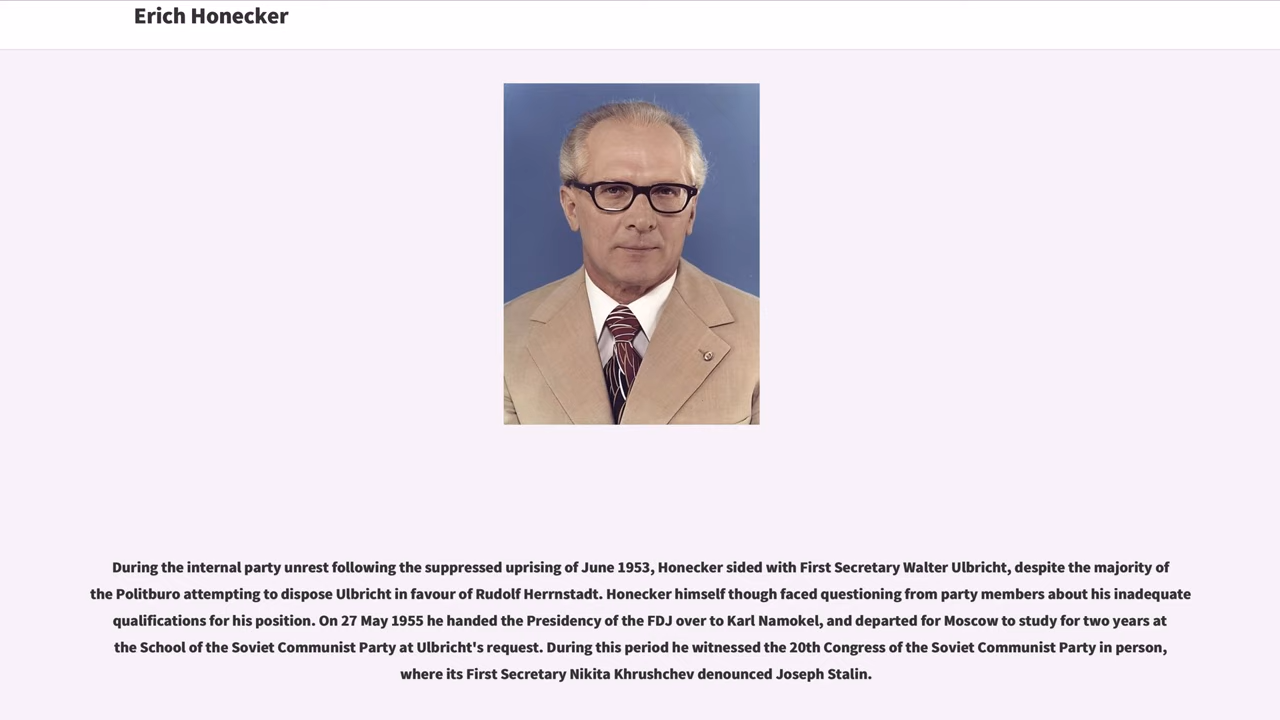 Erich Honecker
During the internal party unrest following the suppressed uprising of June 1953, Honecker sided with First Secretary Walter Ulbricht, despite the majority of
the Politburo attempting to dispose Ulbricht in favour of Rudolf Herrnstadt. Honecker himself though faced questioning from party members about his inadequate
qualifications for his position. On 27 May 1955 he handed the Presidency of the FDJ over to Karl Namokel, and departed for Moscow to study for two years at
the School of the Soviet Communist Party at Ulbricht's request. During this period he witnessed the 20th Congress of the Soviet Communist Party in person,
where its First Secretary Nikita Khrushchev denounced Joseph Stalin.